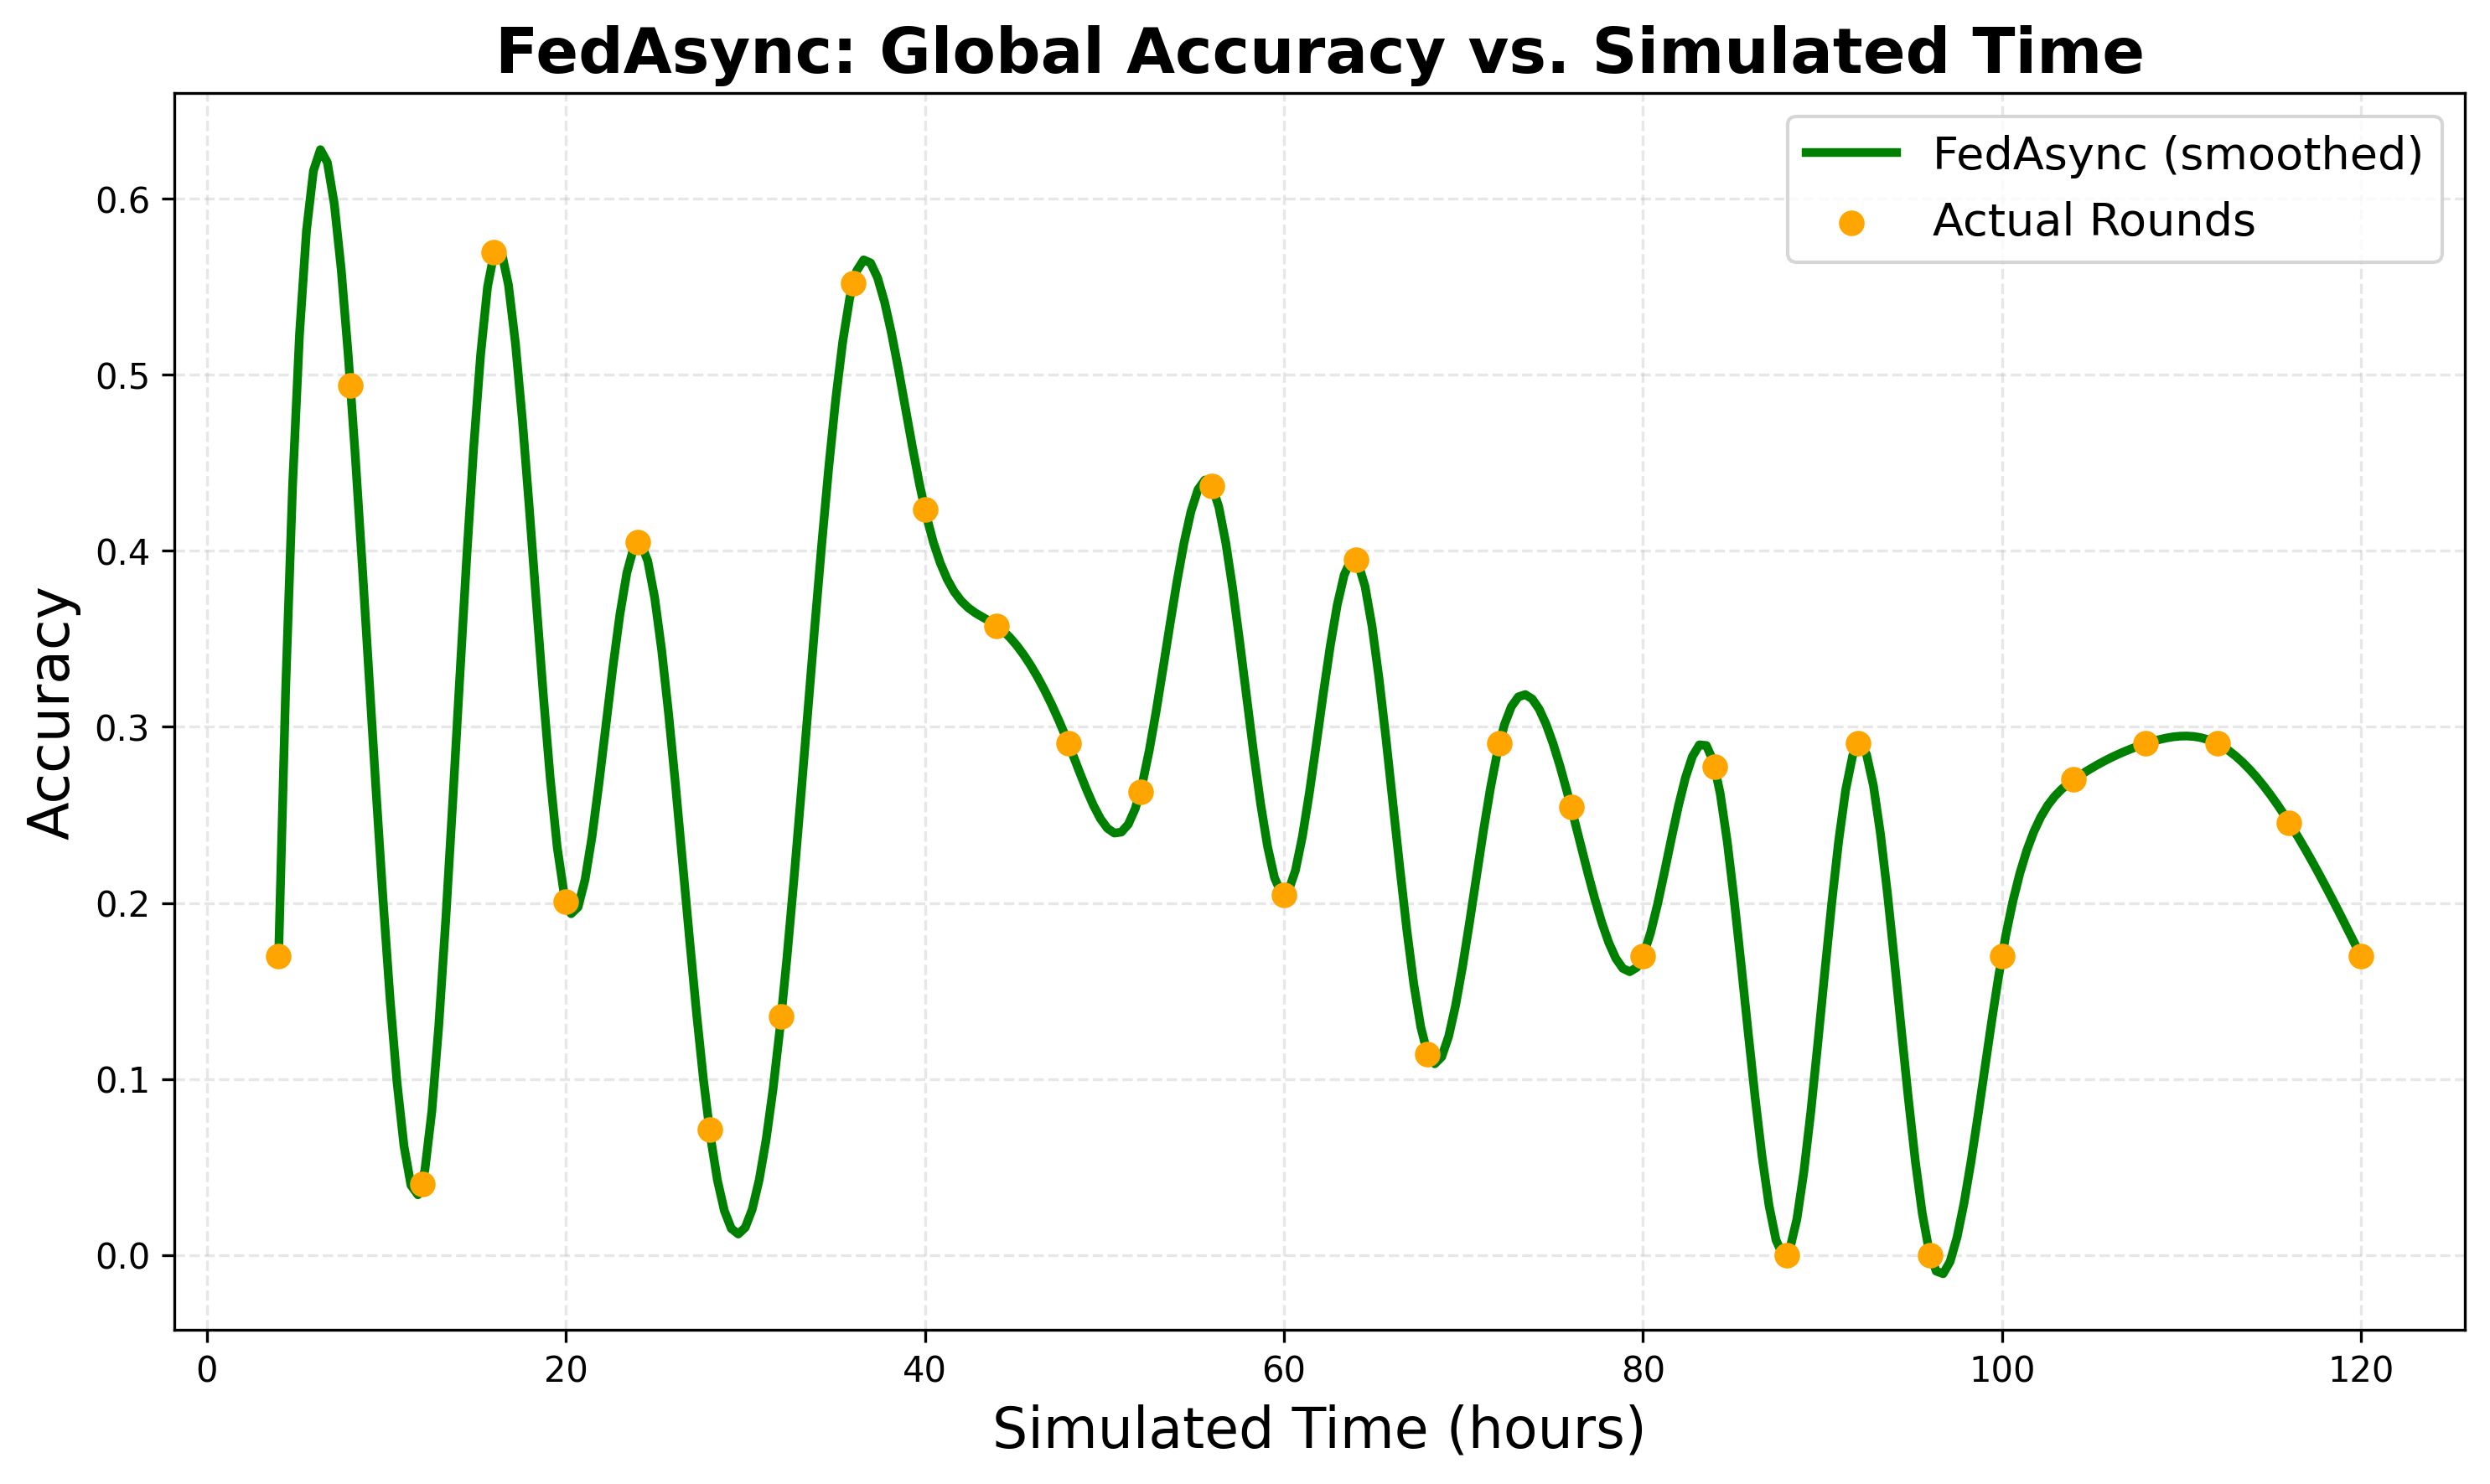 FedAsync: Global Accuracy vs. Simulated Time
FedAsync (smoothed)
Actual Rounds
Accuracy
0.6
0.5
0.4
0.3
0.2
0.1
0.0
0 20 40 60 80 100 120
Simulated Time (hours)